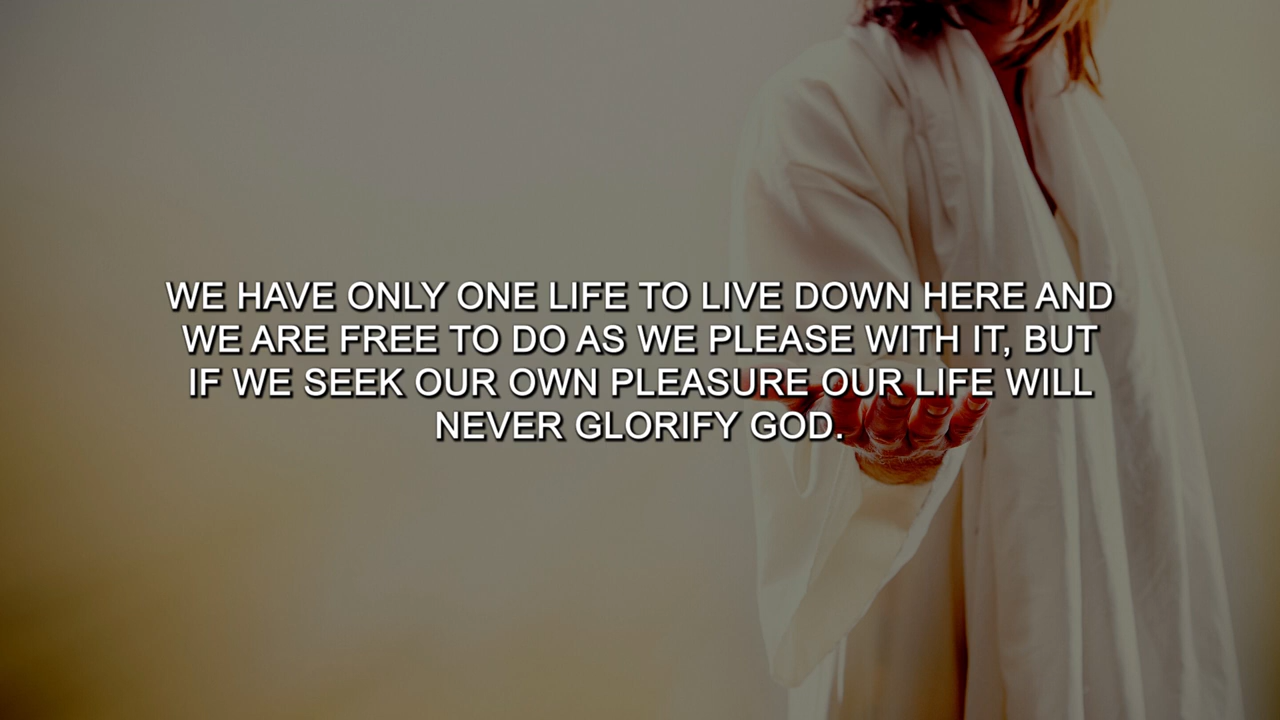 WE HAVE ONLY ONE LIFE TO LIVE DOWN HERE AND
WE ARE FREE TO DO AS WE PLEASE WITH IT, BUT
IF WE SEEK OUR OWN PLEASURE OUR LIFE WILL
NEVER GLORIFY GOD.